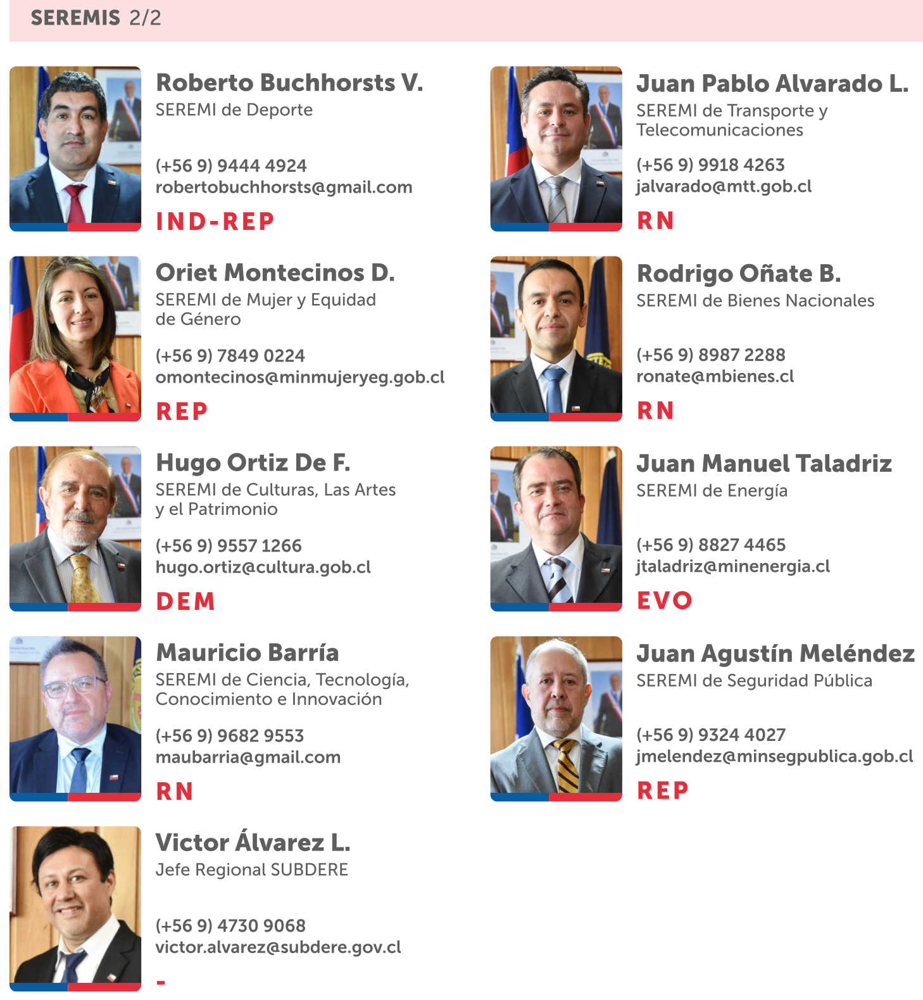 SEREMIS 2/2
Roberto Buchhorsts V.
SEREMI de Deporte
(+56 9) 9444 4924
robertobuchhorsts@gmail.com
IND-REP
Juan Pablo Alvarado L.
SEREMI de Transporte y
Telecomunicaciones
(+56 9) 9918 4263
jalvarado@mtt.gob.cl
RN
Oriet Montecinos D.
SEREMI de Mujer y Equidad
de Género
(+56 9) 7849 0224
omontecinos@minmujeryeg.gob.cl
REP
Rodrigo Oñate B.
SEREMI de Bienes Nacionales
(+56 9) 8987 2288
ronate@mbienes.cl
RN
Hugo Ortiz De F.
SEREMI de Culturas, Las Artes
y el Patrimonio
(+56 9) 9557 1266
hugo.ortiz@cultura.gob.cl
DEM
Juan Manuel Taladriz
SEREMI de Energía
(+56 9) 8827 4465
jtaladriz@minenergia.cl
EVO
Mauricio Barría
SEREMI de Ciencia, Tecnología,
Conocimiento e Innovación
(+56 9) 9682 9553
maubarria@gmail.com
RN
Juan Agustín Meléndez
SEREMI de Seguridad Pública
(+56 9) 9324 4027
jmelendez@minsegpublica.gob.cl
REP
Victor Álvarez L.
Jefe Regional SUBDERE
(+56 9) 4730 9068
victor.alvarez@subdere.gov.cl
-